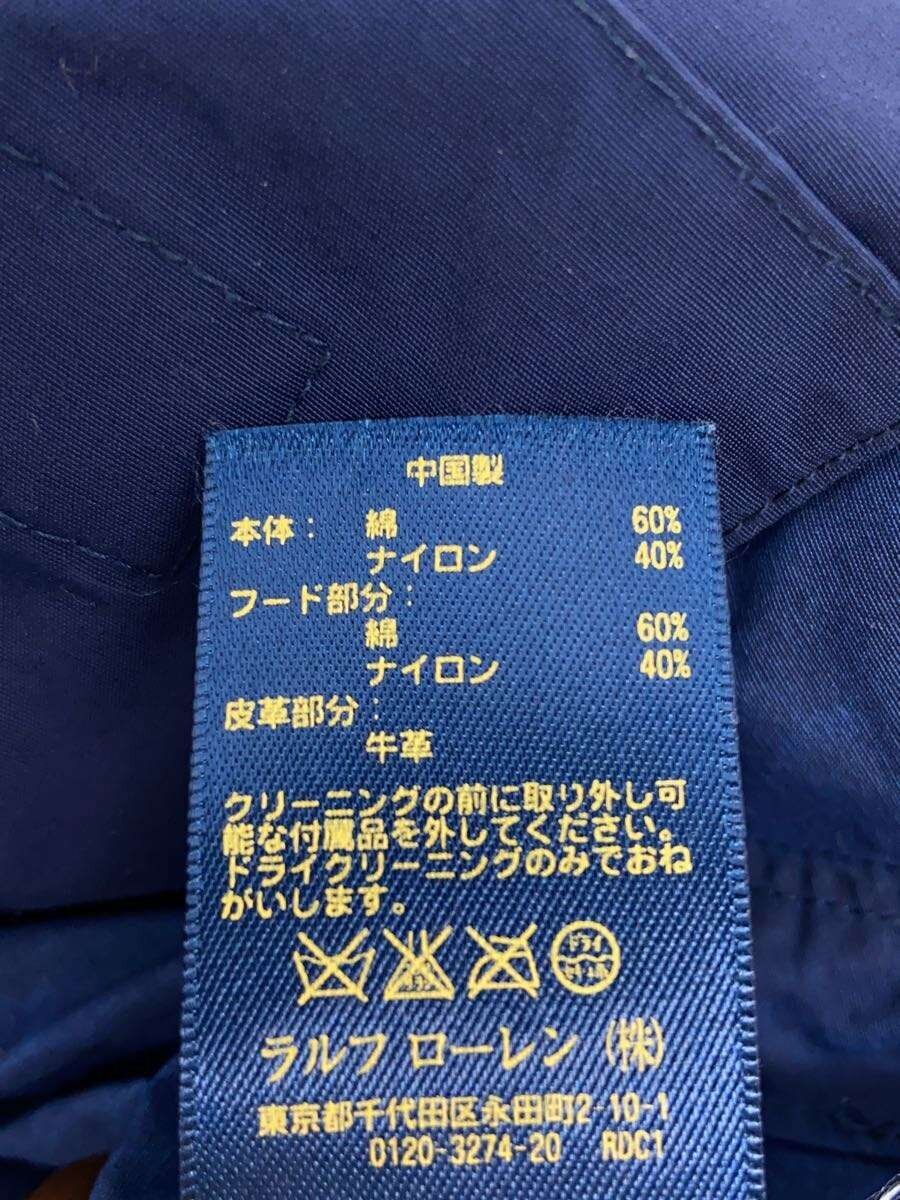 中国製
本体： 綿 60%
ナイロン 40%
フード部分：
綿 60%
ナイロン 40%
皮革部分：
牛革
クリーニングの前に取り外し可
能な付属品を外してください。
ドライクリーニングのみでおね
がいします。
ドライ
ラルフ ローレン (株)
東京都千代田区永田町2-10-1
0120-3274-20 RDC1